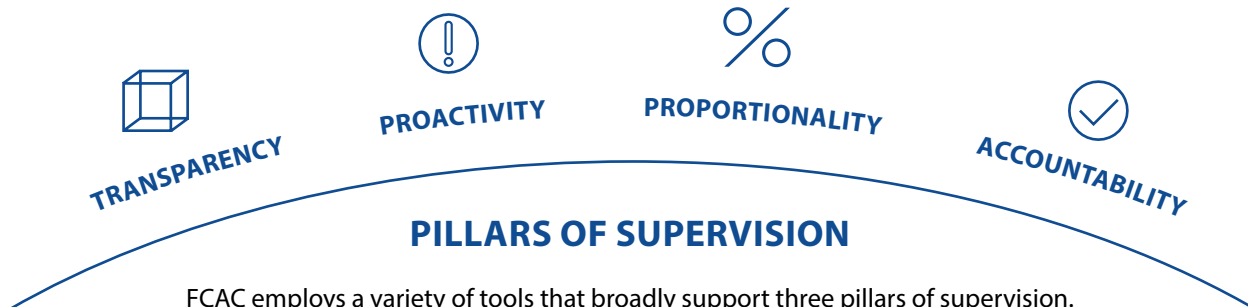 TRANSPARENCY
PROACTIVITY
PROPORTIONALITY
ACCOUNTABILITY
PILLARS OF SUPERVISION
FCAC employs a variety of tools that broadly support three pillars of supervision.